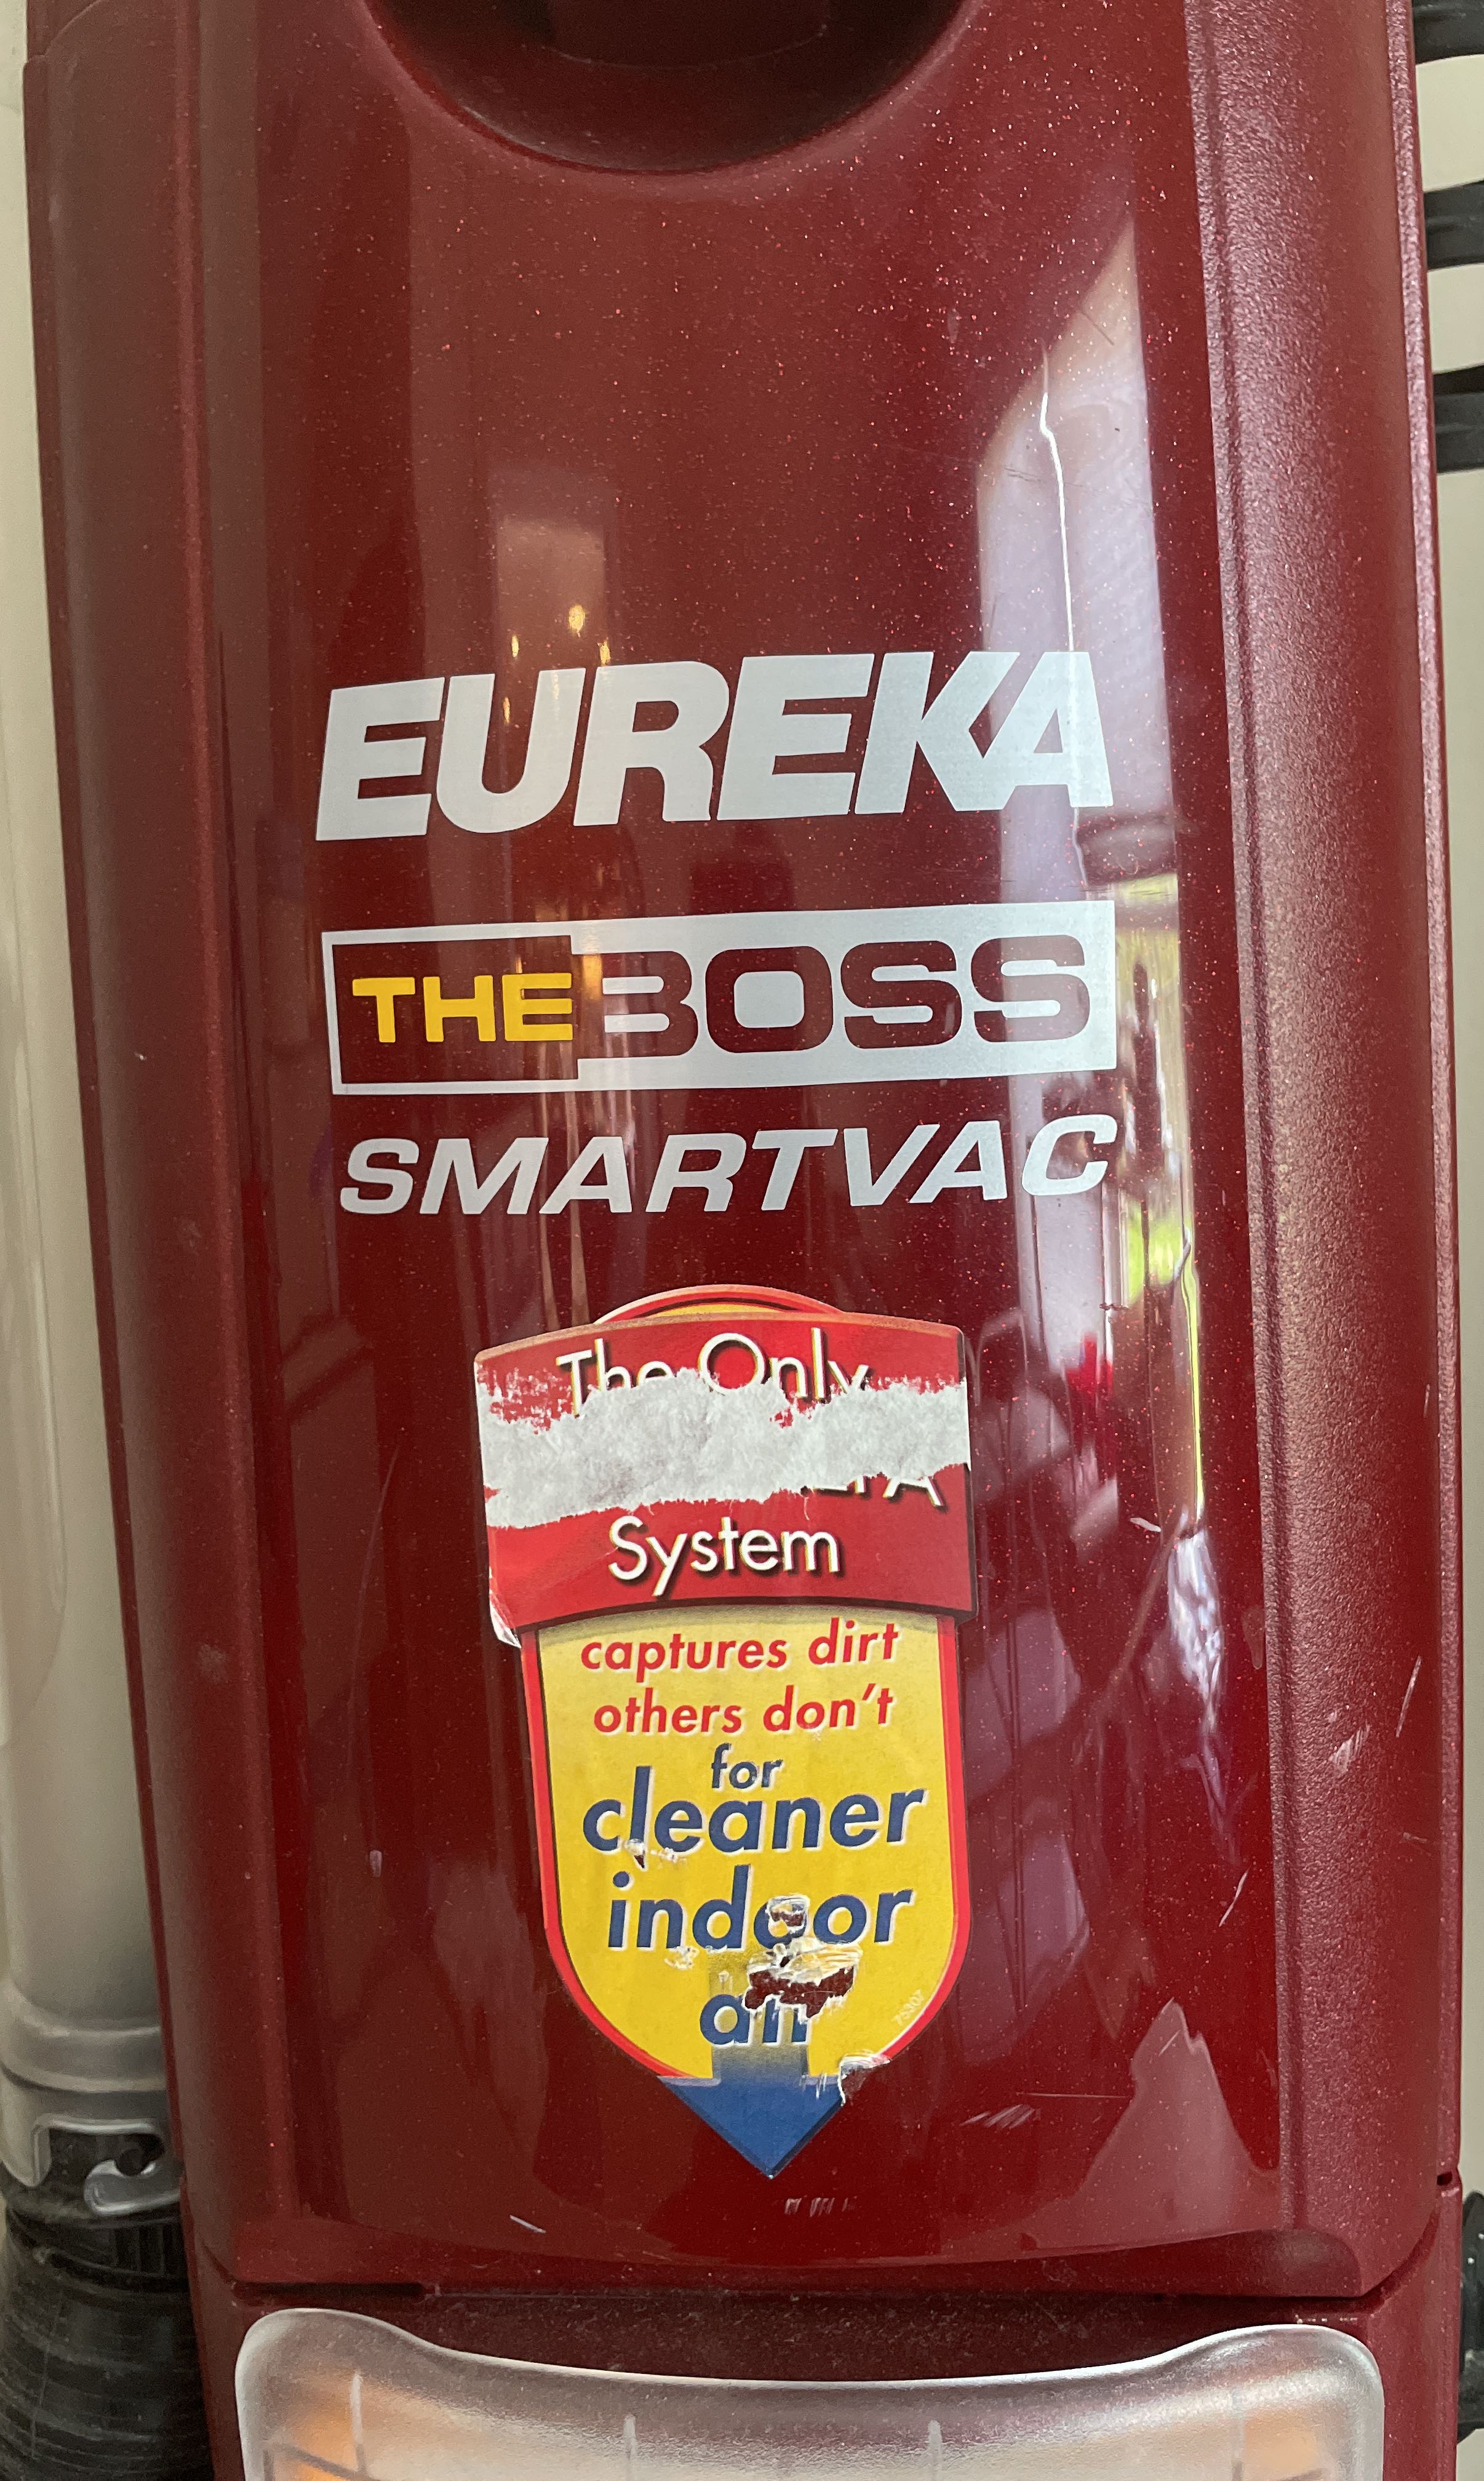 EUREKA
THE BOSS
SMARTVAC
The Only
System
captures dirt
others don't
for
cleaner
indoor
air